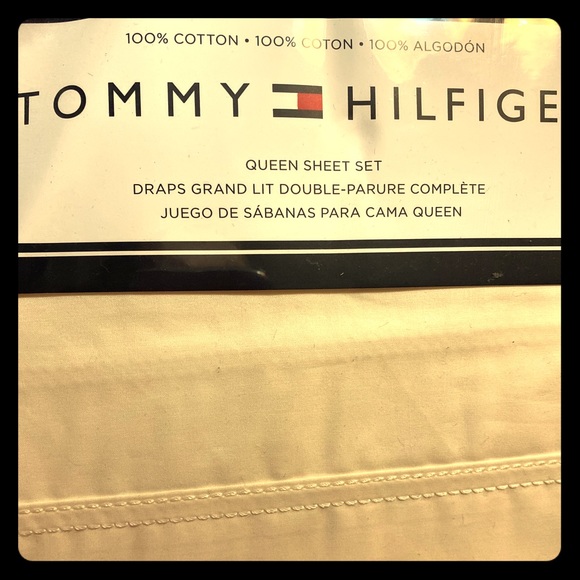 100% COTTON • 100% COTON • 100% ALGODÓN
TOMMY HILFIGE
QUEEN SHEET SET
DRAPS GRAND LIT DOUBLE-PARURE COMPLÈTE
JUEGO DE SÁBANAS PARA CAMA QUEEN